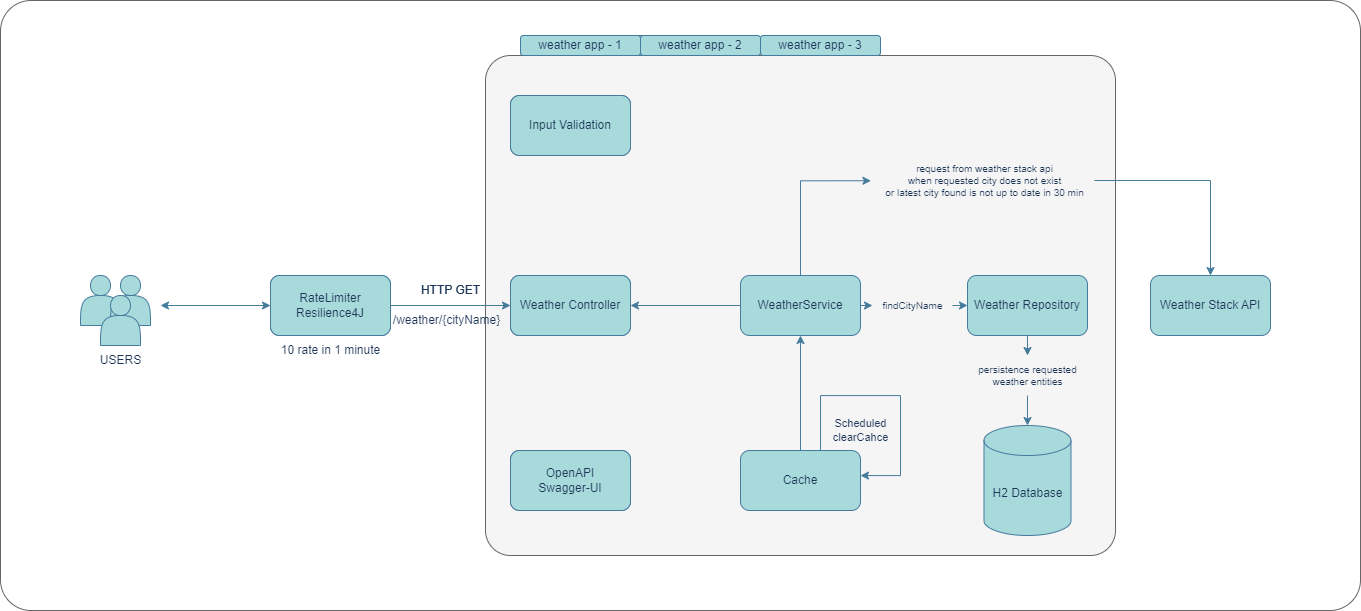 weather app - 1
weather app - 2
weather app - 3
Input Validation
request from weather stack api
when requested city does not exist
or latest city found is not up to date in 30 min
USERS
RateLimiter
Resilience4J
10 rate in 1 minute
HTTP GET
/weather/{cityName}
Weather Controller
WeatherService
findCityName
Weather Repository
Weather Stack API
persistence requested
weather entities
Scheduled
clearCahce
OpenAPI
Swagger-UI
Cache
H2 Database